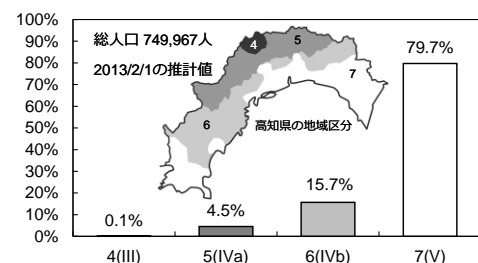 100%
90%
80%
70%
60%
50%
40%
30%
20%
10%
0%
総人口 749,967人
2013/2/1の推計値
4
5
7
6
高知県の地域区分
0.1%
4.5%
15.7%
79.7%
4(III)
5(IVa)
6(IVb)
7(V)